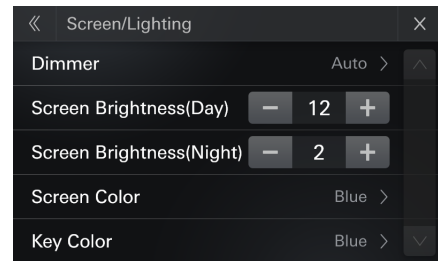 Screen/Lighting
Dimmer Auto
Screen Brightness(Day) 12
Screen Brightness(Night) 2
Screen Color Blue
Key Color Blue